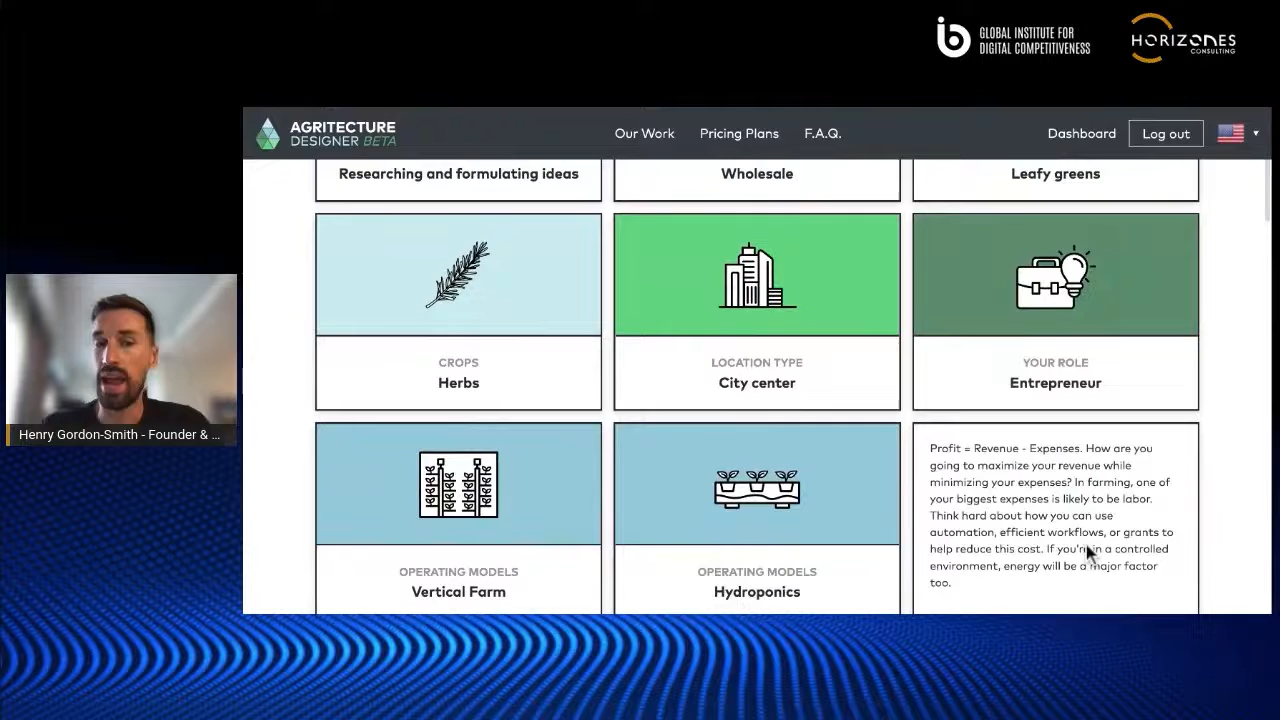 GLOBAL INSTITUTE FOR
DIGITAL COMPETITIVENESS
HORIZONES
CONSULTING
AGRITECTURE
DESIGNER BETA
Our Work
Pricing Plans
F.A.Q.
Dashboard
Log out
Researching and formulating ideas
Wholesale
Leafy greens
CROPS
Herbs
LOCATION TYPE
City center
YOUR ROLE
Entrepreneur
Henry Gordon-Smith - Founder & ...
OPERATING MODELS
Vertical Farm
OPERATING MODELS
Hydroponics
Profit = Revenue - Expenses. How are you
going to maximize your revenue while
minimizing your expenses? In farming, one of
your biggest expenses is likely to be labor.
Think hard about how you can use
automation, efficient workflows, or grants to
help reduce this cost. If you're in a controlled
environment, energy will be a major factor
too.